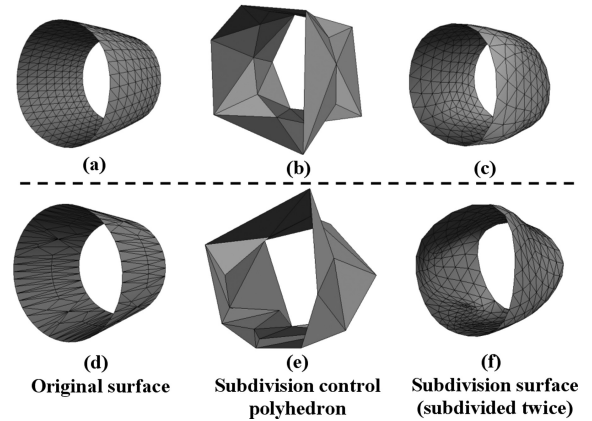 (a)
(b)
(c)
(d)
(e)
(f)
Original surface
Subdivision control
polyhedron
Subdivision surface
(subdivided twice)